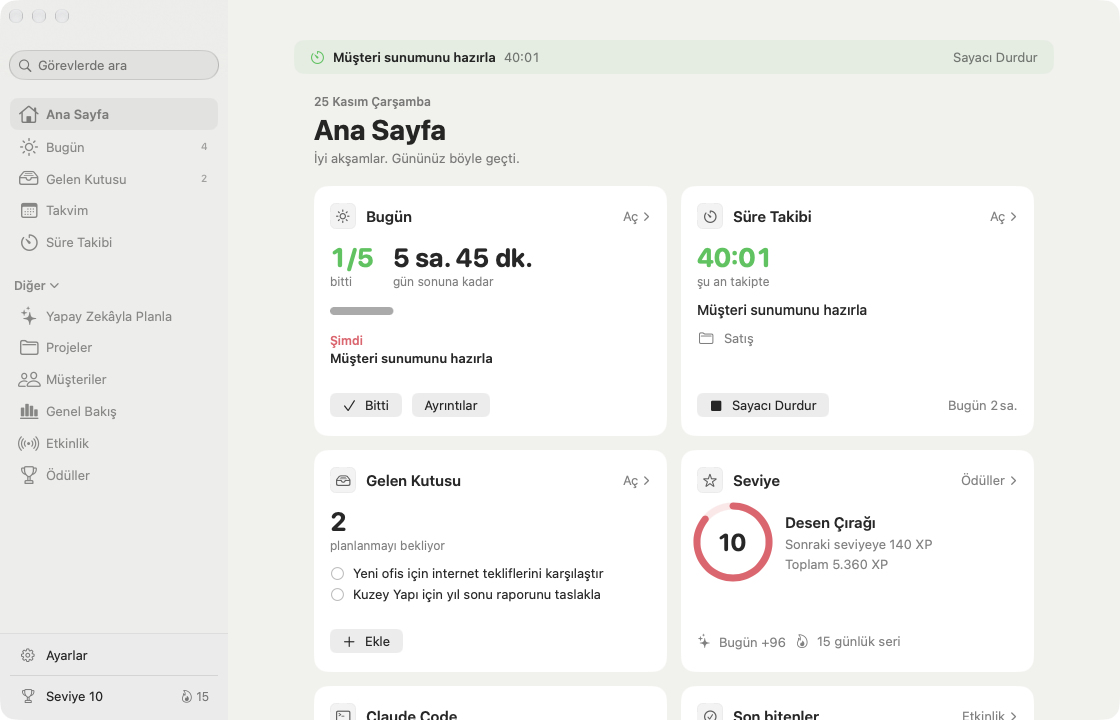 Görevlerde ara
Ana Sayfa
Bugün 4
Gelen Kutusu 2
Takvim
Süre Takibi
Diğer
Yapay Zekâyla Planla
Projeler
Müşteriler
Genel Bakış
Etkinlik
Ödüller
Ayarlar
Seviye 10 15
Müşteri sunumunu hazırla 40:01 Sayacı Durdur
25 Kasım Çarşamba
Ana Sayfa
İyi akşamlar. Gününüz böyle geçti.
Bugün Aç
1/5 5 sa. 45 dk.
bitti gün sonuna kadar
Şimdi
Müşteri sunumunu hazırla
Bitti Ayrıntılar
Süre Takibi Aç
40:01
şu an takipte
Müşteri sunumunu hazırla
Satış
Sayacı Durdur Bugün 2 sa.
Gelen Kutusu Aç
2
planlanmayı bekliyor
Yeni ofis için internet tekliflerini karşılaştır
Kuzey Yapı için yıl sonu raporunu taslakla
Ekle
Seviye Ödüller
10
Desen Çırağı
Sonraki seviyeye 140 XP
Toplam 5.360 XP
Bugün +96 15 günlük seri
Claude Code
Son bitenler Etkinlik